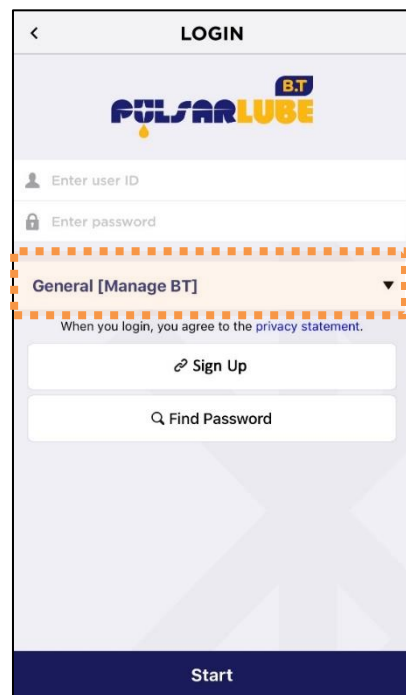 LOGIN
B.T
PULSARLUBE
Enter user ID
Enter password
General [Manage BT]
When you login, you agree to the privacy statement.
Sign Up
Find Password
Start